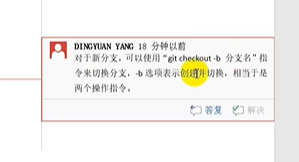 DINGYUAN YANG 18 分钟以前
对于新分支，可以使用“git checkout -b 分支名”指
令来切换分支，-b 选项表示创建并切换，相当于是
两个操作指令。
答复 解决